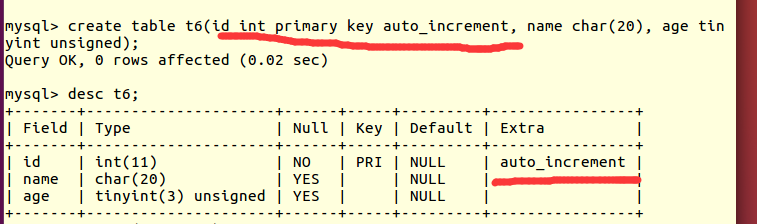 mysql> create table t6(id int primary key auto_increment, name char(20), age tin
yint unsigned);
Query OK, 0 rows affected (0.02 sec)
mysql> desc t6;
+-------+---------------------+------+-----+---------+----------------+
| Field | Type                | Null | Key | Default | Extra          |
+-------+---------------------+------+-----+---------+----------------+
| id    | int(11)             | NO   | PRI | NULL    | auto_increment |
| name  | char(20)            | YES  |     | NULL    |                |
| age   | tinyint(3) unsigned | YES  |     | NULL    |                |
+-------+---------------------+------+-----+---------+----------------+